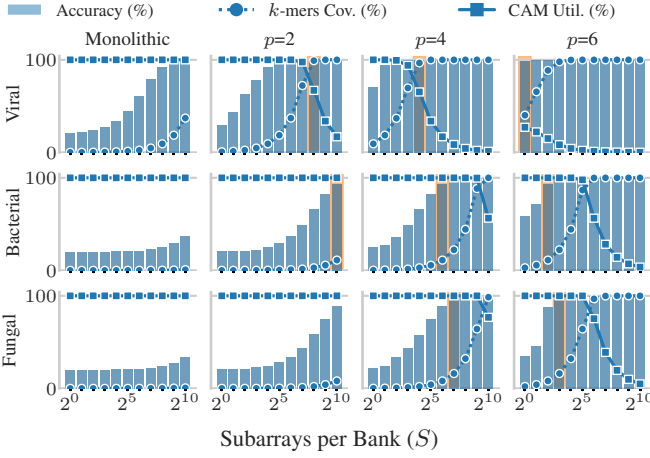 Accuracy (%) k-mers Cov. (%) CAM Util. (%)
Monolithic p=2 p=4 p=6
Viral
100
0
Bacterial
100
0
Fungal
100
0
2^0 2^5 2^10 2^0 2^5 2^10 2^0 2^5 2^10 2^0 2^5 2^10
Subarrays per Bank (S)